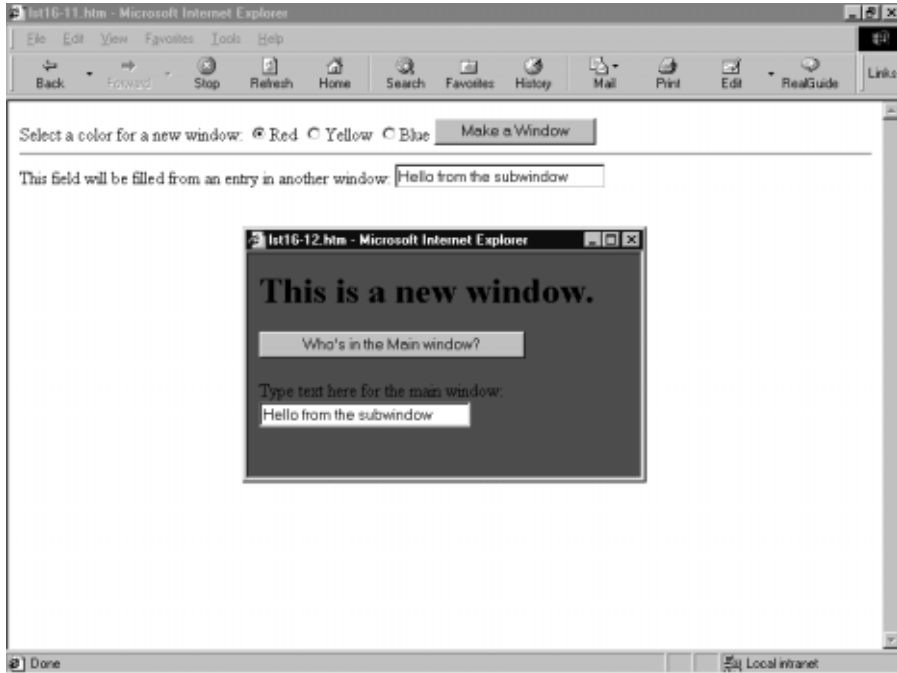 lst16-11.htm - Microsoft Internet Explorer
File Edit View Favorites Tools Help
Back Forward Stop Refresh Home Search Favorites History Mail Print Edit RealGuide Links
Select a color for a new window: Red Yellow Blue Make a Window
This field will be filled from an entry in another window: Hello from the subwindow
lst16-12.htm - Microsoft Internet Explorer
This is a new window.
Who's in the Main window?
Type text here for the main window:
Hello from the subwindow
Done Local intranet